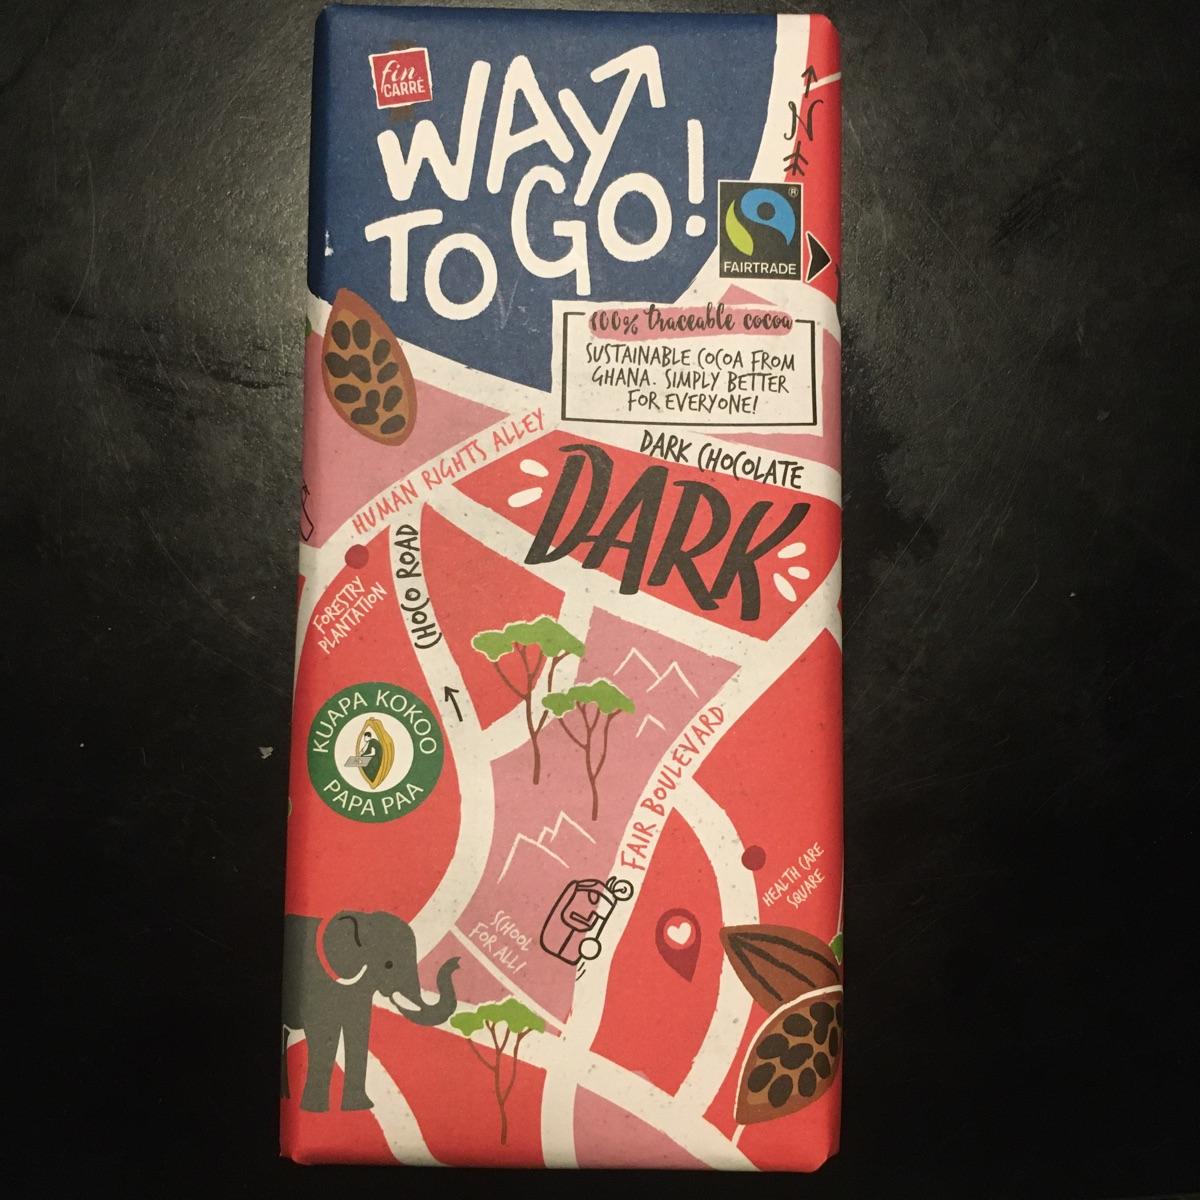 fin
CARRÉ
WAY
TO GO!
N
®
FAIRTRADE
100% traceable cocoa
SUSTAINABLE COCOA FROM
GHANA. SIMPLY BETTER
FOR EVERYONE!
HUMAN RIGHTS ALLEY
DARK CHOCOLATE
DARK
CHOCO ROAD
FORESTRY
PLANTATION
KUAPA KOKOO
PAPA PAA
FAIR BOULEVARD
HEALTH CARE
SQUARE
SCHOOL
FOR ALL!